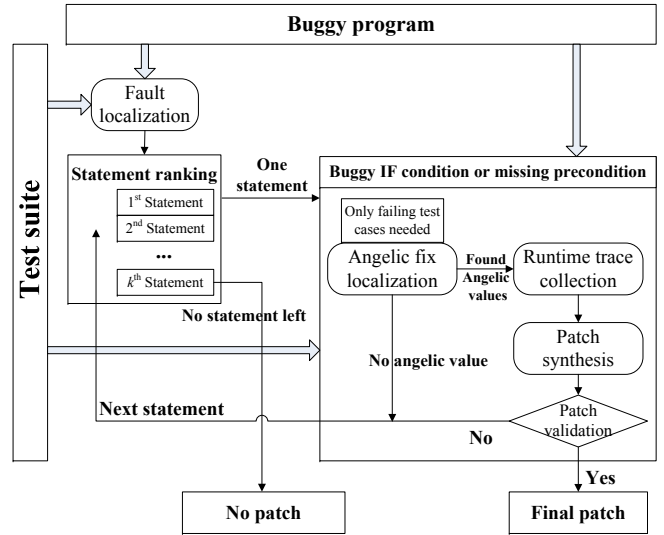 Buggy program
Test suite
Fault
localization
Statement ranking
1st Statement
2nd Statement
...
kth Statement
One
statement
No statement left
Next statement
Buggy IF condition or missing precondition
Only failing test
cases needed
Angelic fix
localization
Found
Angelic
values
Runtime trace
collection
No angelic value
Patch
synthesis
Patch
validation
No
Yes
No patch
Final patch